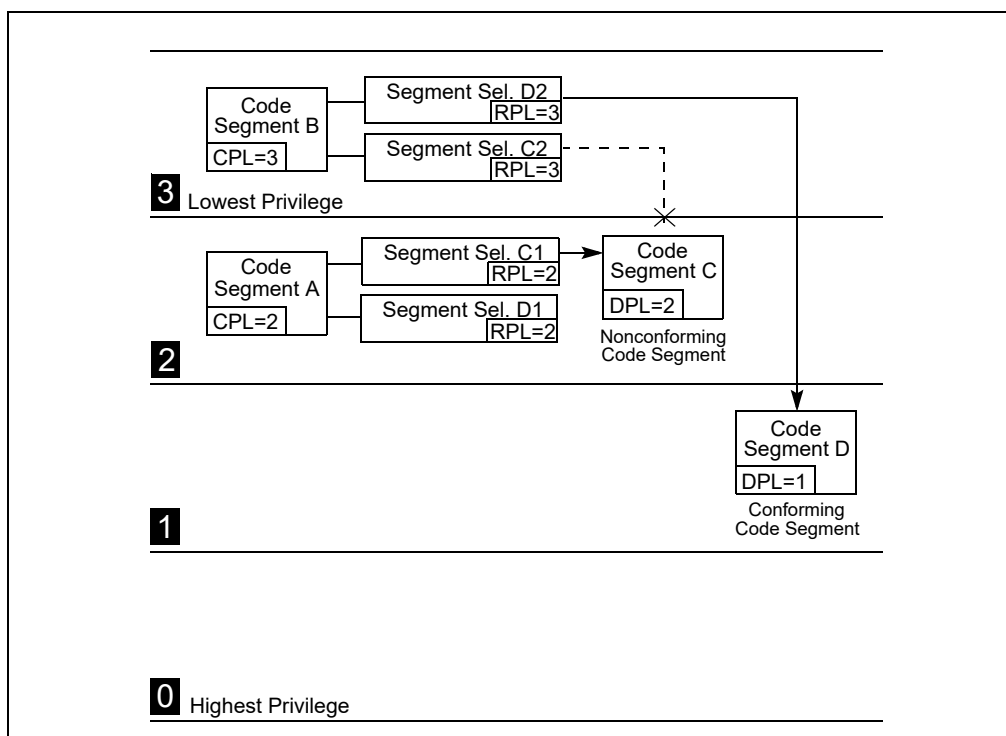 Code
Segment B
CPL=3
Segment Sel. D2
RPL=3
Segment Sel. C2
RPL=3
3 Lowest Privilege
Code
Segment A
CPL=2
Segment Sel. C1
RPL=2
Segment Sel. D1
RPL=2
Code
Segment C
DPL=2
Nonconforming
Code Segment
2
Code
Segment D
DPL=1
Conforming
Code Segment
1
0 Highest Privilege